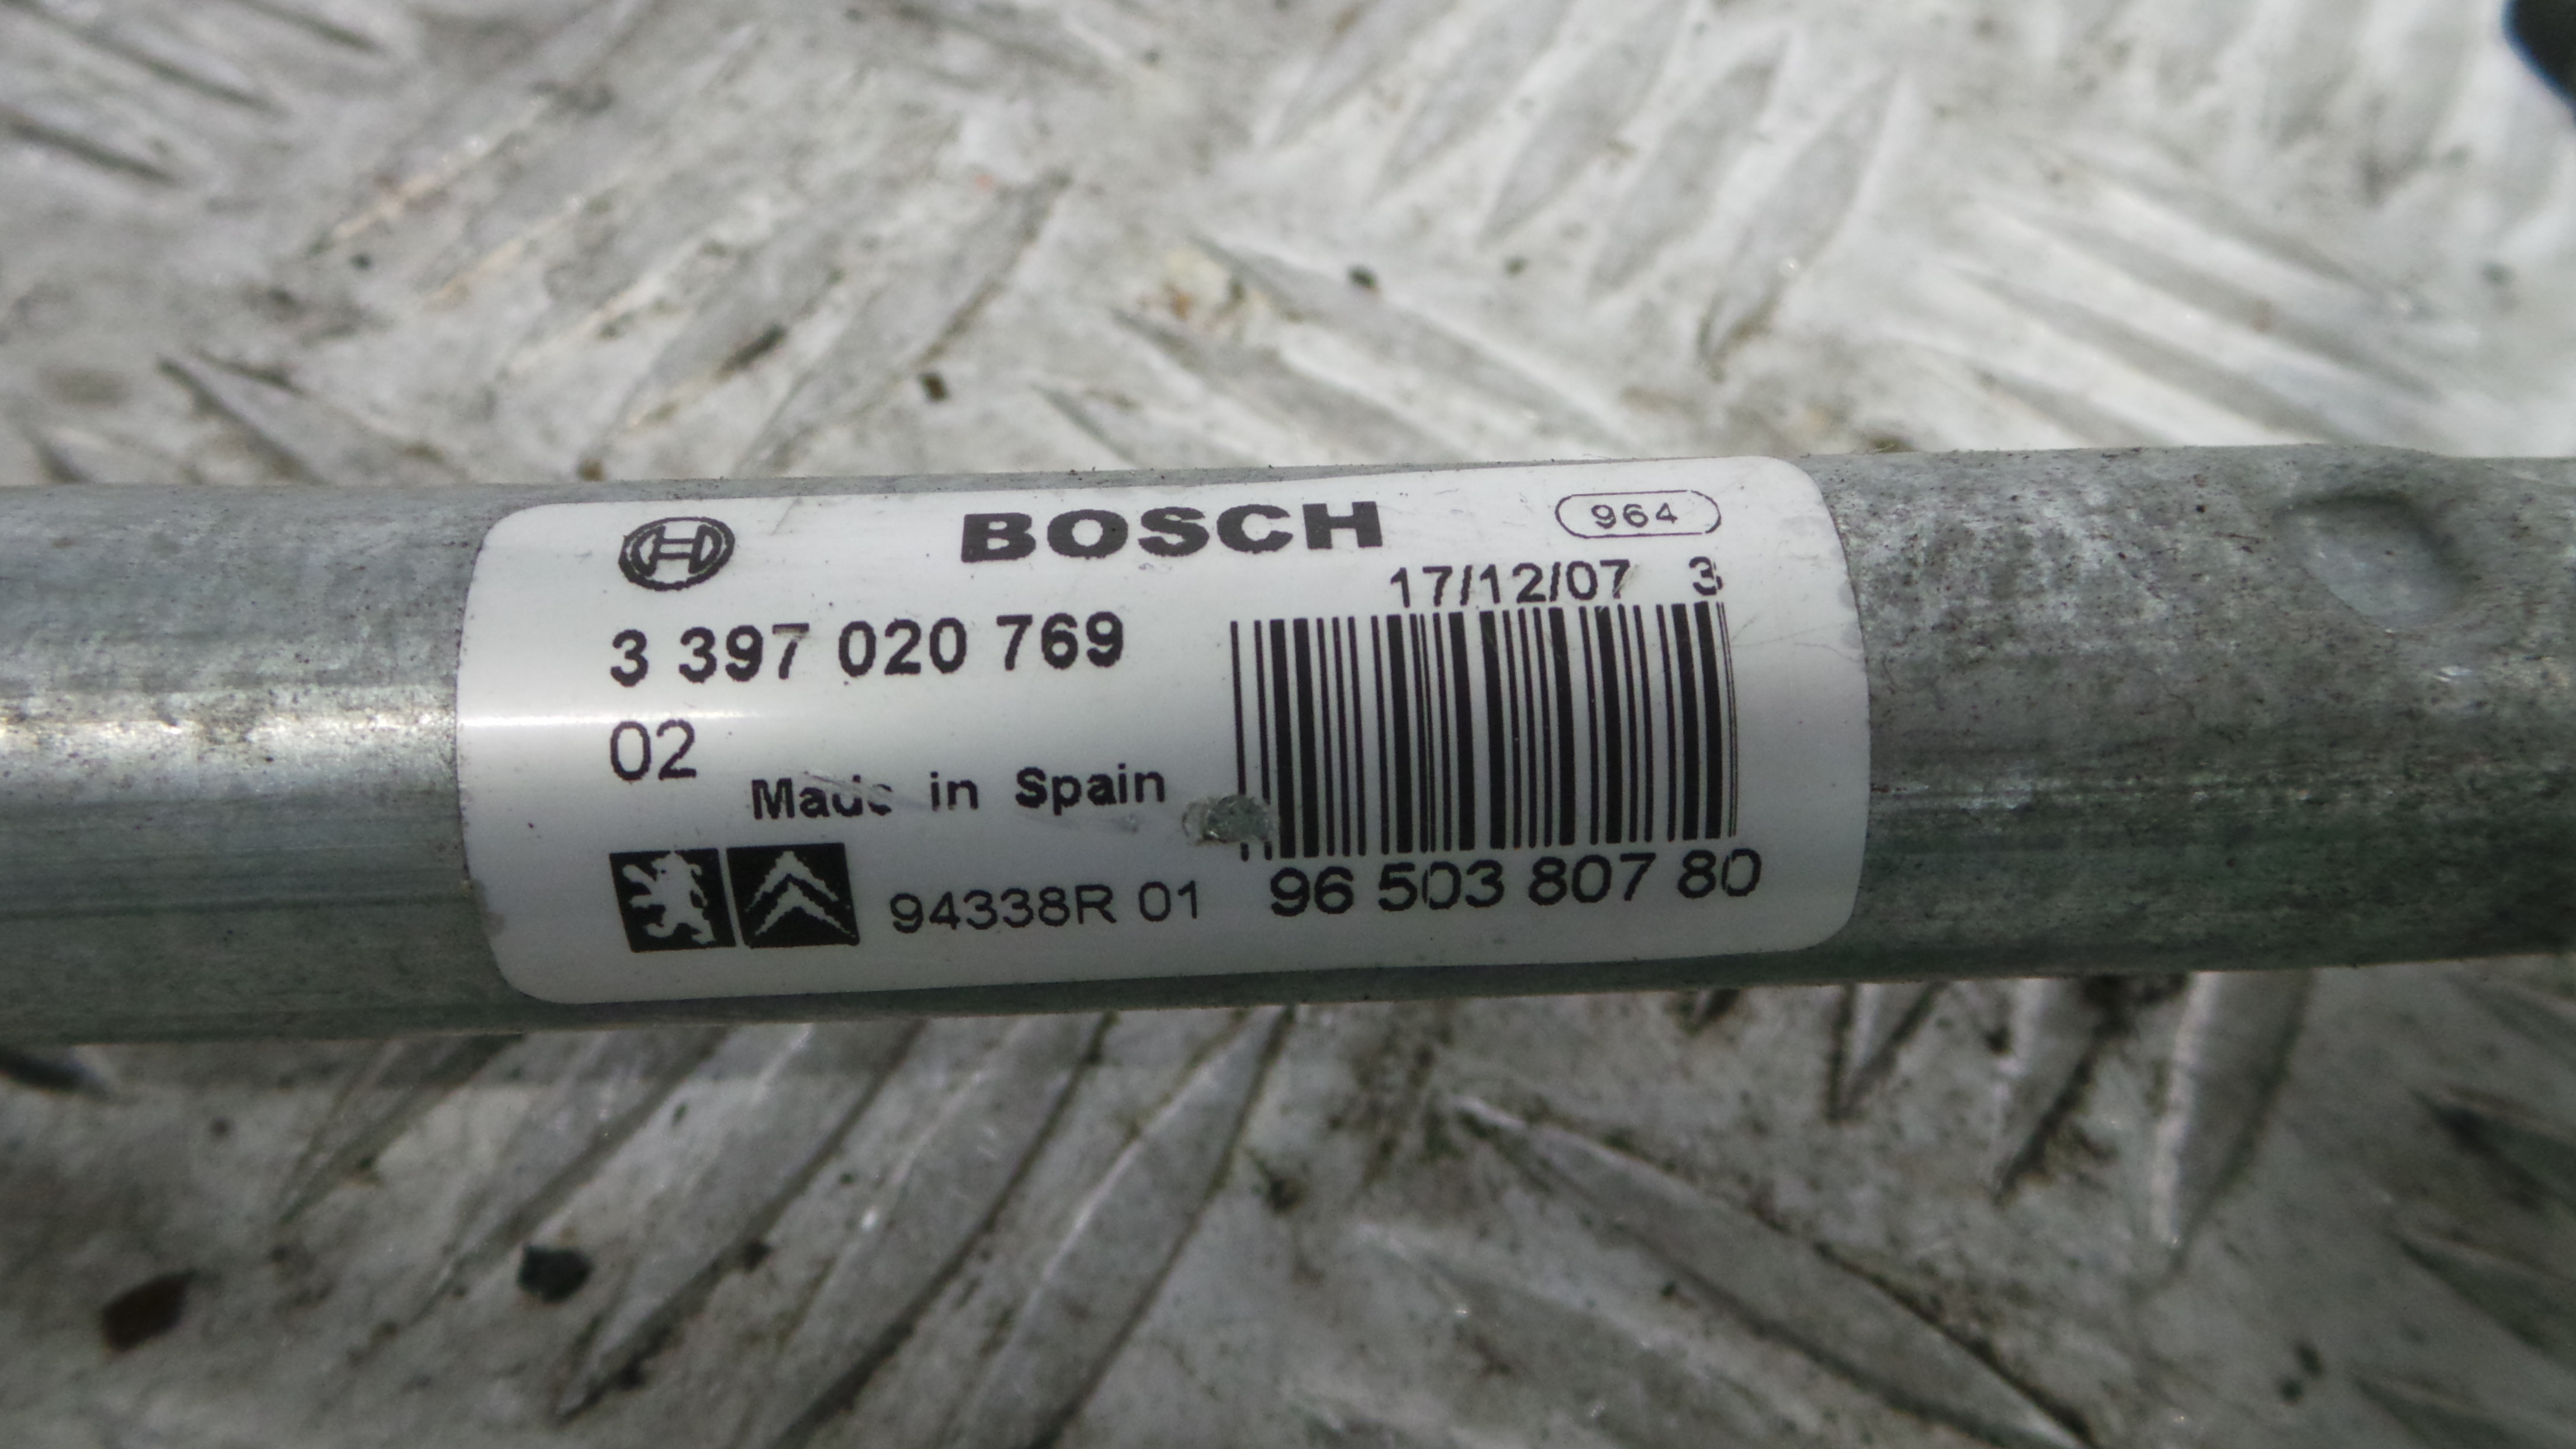 BOSCH 964
17/12/07 3
3 397 020 769
02
Made in Spain
94338R 01 96 503 807 80